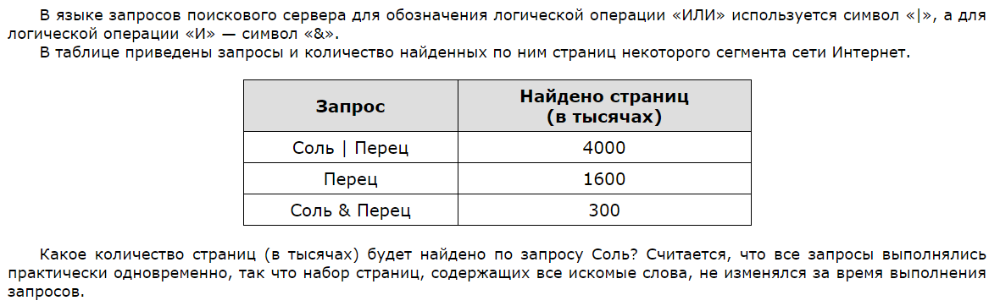 В языке запросов поискового сервера для обозначения логической операции «ИЛИ» используется символ «|», а для
логической операции «И» — символ «&».
В таблице приведены запросы и количество найденных по ним страниц некоторого сегмента сети Интернет.
Запрос
Найдено страниц
(в тысячах)
Соль | Перец
4000
Перец
1600
Соль & Перец
300
Какое количество страниц (в тысячах) будет найдено по запросу Соль? Считается, что все запросы выполнялись
практически одновременно, так что набор страниц, содержащих все искомые слова, не изменялся за время выполнения
запросов.